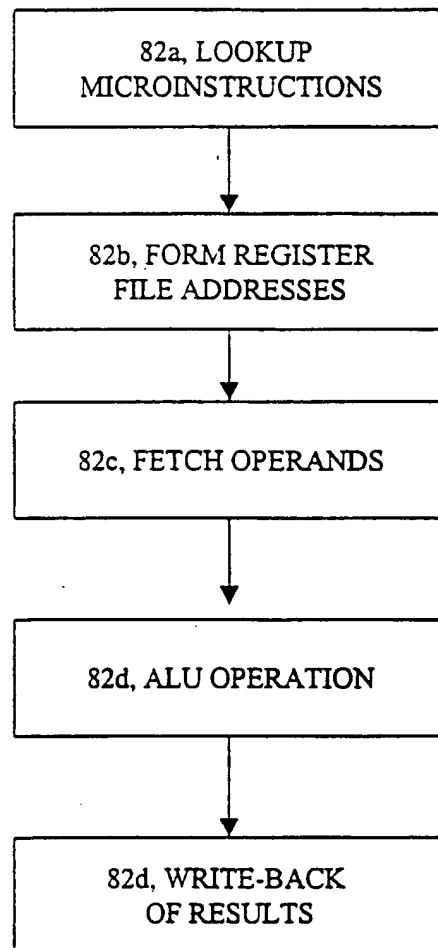 82a, LOOKUP
MICROINSTRUCTIONS
82b, FORM REGISTER
FILE ADDRESSES
82c, FETCH OPERANDS
82d, ALU OPERATION
82d, WRITE-BACK
OF RESULTS